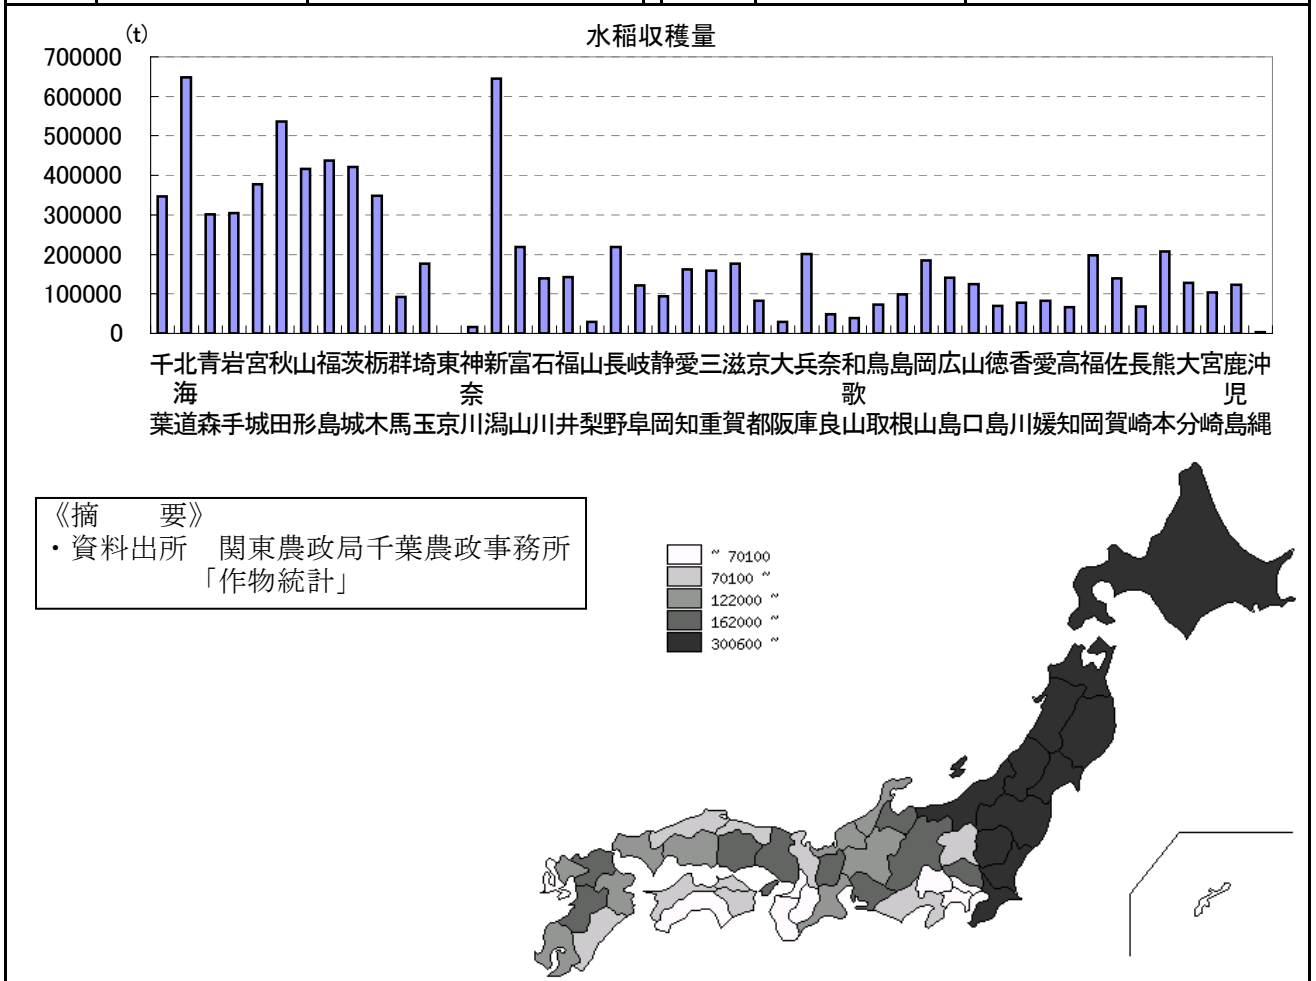 (t)
水稲収穫量
700000
600000
500000
400000
300000
200000
100000
0
千葉 北海道 青森 岩手 宮城 秋田 山形 福島 茨城 栃木 群馬 埼玉 東京 神奈川 新潟 富山 石川 福井 山梨 長野 岐阜 静岡 愛知 三重 滋賀 京都 大阪 兵庫 奈良 和歌山 鳥取 島根 岡山 広島 山口 徳島 香川 愛媛 高知 福岡 佐賀 長崎 熊本 大分 宮崎 鹿児島 沖縄
《摘　　要》
・資料出所　関東農政局千葉農政事務所
「作物統計」
~ 70100
70100 ~
122000 ~
162000 ~
300600 ~